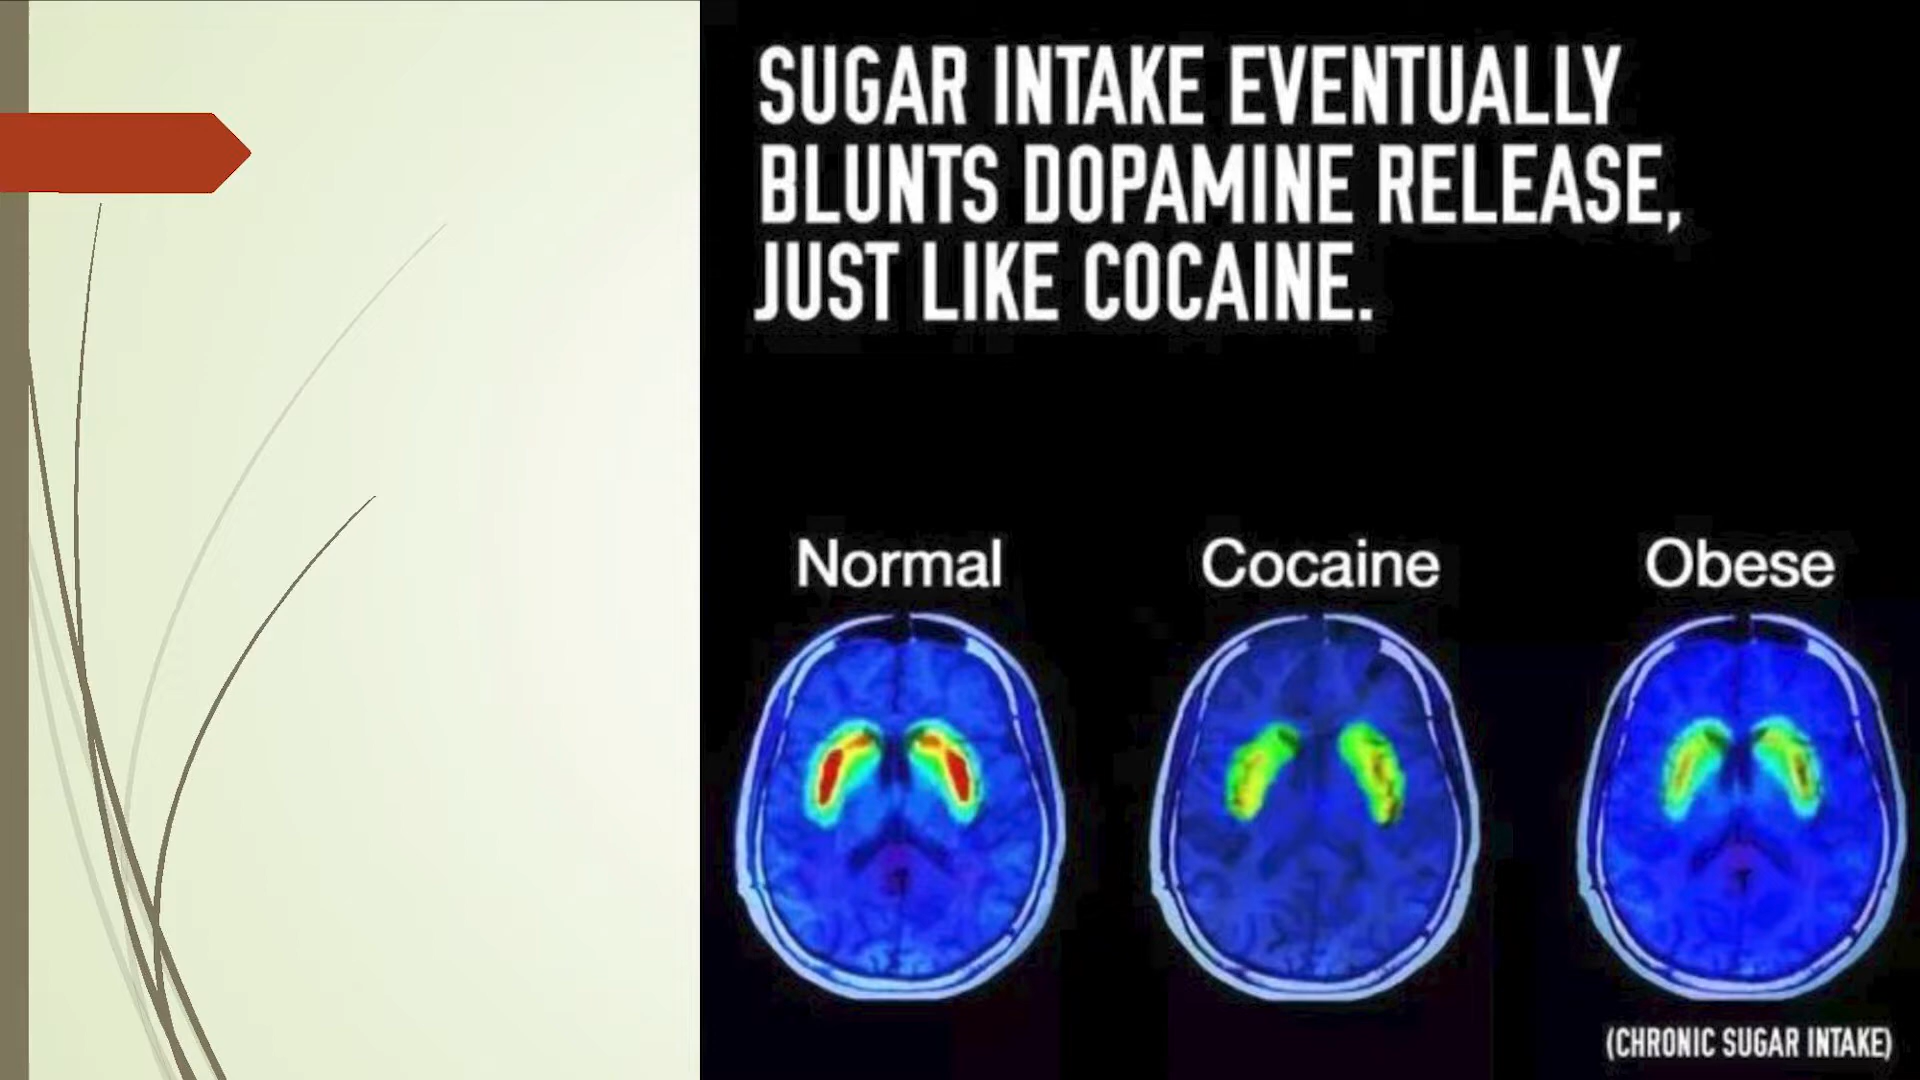 SUGAR INTAKE EVENTUALLY
BLUNTS DOPAMINE RELEASE,
JUST LIKE COCAINE.
Normal
Cocaine
Obese
(CHRONIC SUGAR INTAKE)